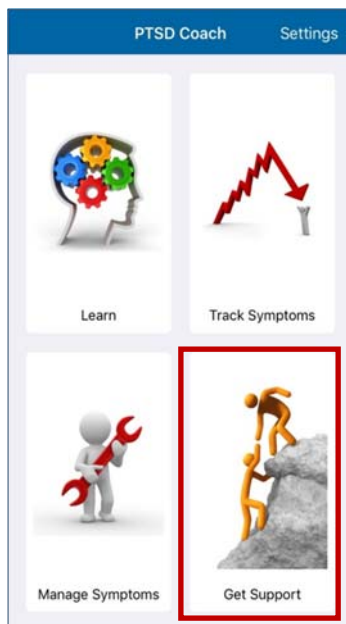 PTSD Coach Settings
Learn Track Symptoms
Manage Symptoms Get Support